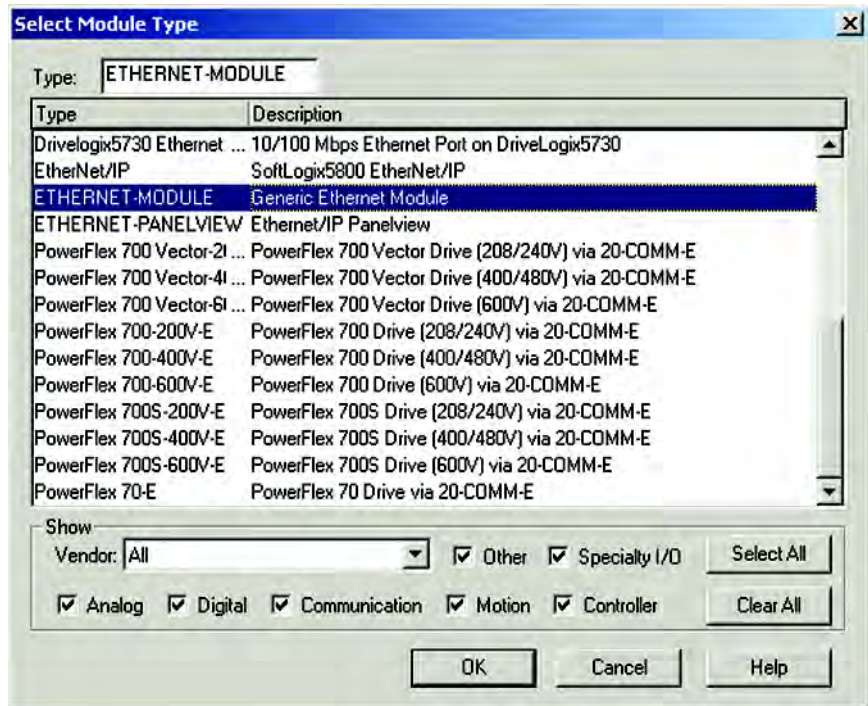 Select Module Type
Type: ETHERNET-MODULE
Type Description
Drivelogix5730 Ethernet ... 10/100 Mbps Ethernet Port on DriveLogix5730
EtherNet/IP SoftLogix5800 EtherNet/IP
ETHERNET-MODULE Generic Ethernet Module
ETHERNET-PANELVIEW Ethernet/IP Panelview
PowerFlex 700 Vector-2( ... PowerFlex 700 Vector Drive (208/240V) via 20-COMM-E
PowerFlex 700 Vector-4( ... PowerFlex 700 Vector Drive (400/480V) via 20-COMM-E
PowerFlex 700 Vector-6( ... PowerFlex 700 Vector Drive (600V) via 20-COMM-E
PowerFlex 700-200V-E PowerFlex 700 Drive (208/240V) via 20-COMM-E
PowerFlex 700-400V-E PowerFlex 700 Drive (400/480V) via 20-COMM-E
PowerFlex 700-600V-E PowerFlex 700 Drive (600V) via 20-COMM-E
PowerFlex 700S-200V-E PowerFlex 700S Drive (208/240V) via 20-COMM-E
PowerFlex 700S-400V-E PowerFlex 700S Drive (400/480V) via 20-COMM-E
PowerFlex 700S-600V-E PowerFlex 700S Drive (600V) via 20-COMM-E
PowerFlex 70-E PowerFlex 70 Drive via 20-COMM-E
Show
Vendor: All Other Specialty I/O Select All
Analog Digital Communication Motion Controller Clear All
OK Cancel Help